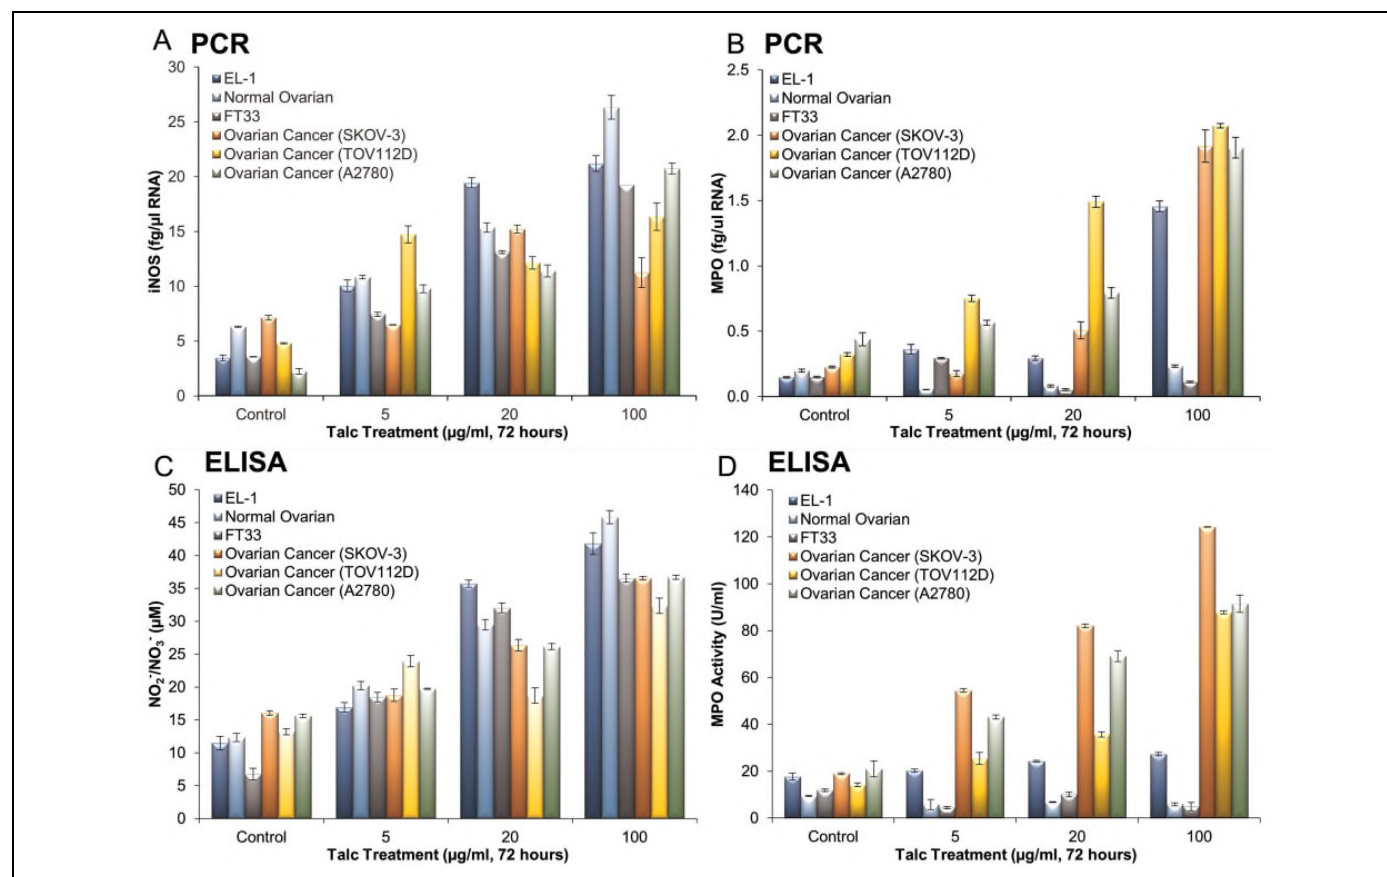 A PCR
iNOS (fg/µl RNA)
30
25
20
15
10
5
0
EL-1
Normal Ovarian
FT33
Ovarian Cancer (SKOV-3)
Ovarian Cancer (TOV112D)
Ovarian Cancer (A2780)
Control 5 20 100
Talc Treatment (µg/ml, 72 hours)
B PCR
MPO (fg/ul RNA)
2.5
2.0
1.5
1.0
0.5
0.0
EL-1
Normal Ovarian
FT33
Ovarian Cancer (SKOV-3)
Ovarian Cancer (TOV112D)
Ovarian Cancer (A2780)
Control 5 20 100
Talc Treatment (µg/ml, 72 hours)
C ELISA
NO₂⁻/NO₃⁻ (µM)
50
45
40
35
30
25
20
15
10
5
0
EL-1
Normal Ovarian
FT33
Ovarian Cancer (SKOV-3)
Ovarian Cancer (TOV112D)
Ovarian Cancer (A2780)
Control 5 20 100
Talc Treatment (µg/ml, 72 hours)
D ELISA
MPO Activity (U/ml)
140
120
100
80
60
40
20
0
EL-1
Normal Ovarian
FT33
Ovarian Cancer (SKOV-3)
Ovarian Cancer (TOV112D)
Ovarian Cancer (A2780)
Control 5 20 100
Talc Treatment (µg/ml, 72 hours)